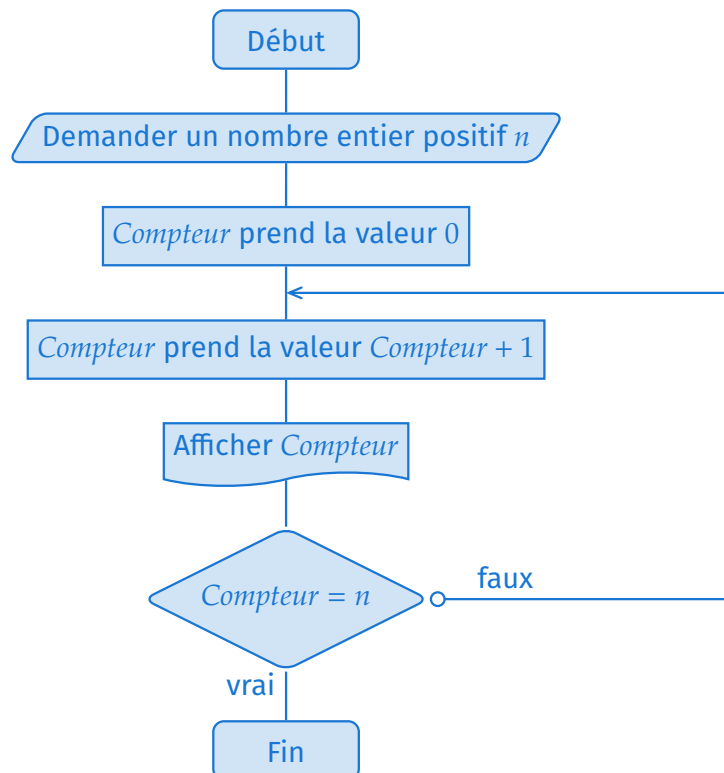 Début
Demander un nombre entier positif n
Compteur prend la valeur 0
Compteur prend la valeur Compteur + 1
Afficher Compteur
Compteur = n
faux
vrai
Fin